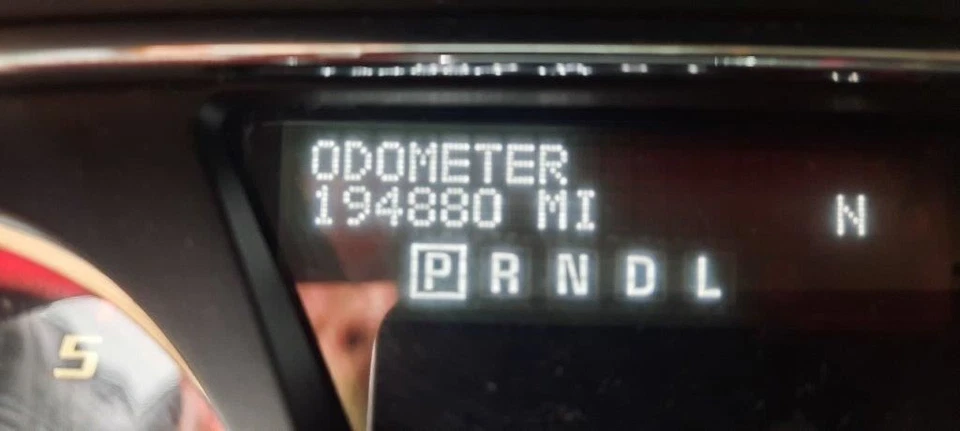 ODOMETER
194880 MI
N
P R N D L
5